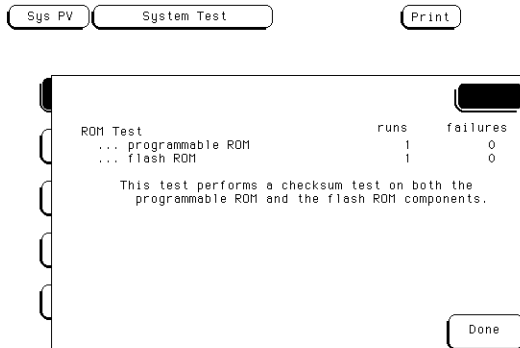 Sys PV System Test Print
ROM Test runs failures
... programmable ROM 1 0
... flash ROM 1 0
This test performs a checksum test on both the
programmable ROM and the flash ROM components.
Done